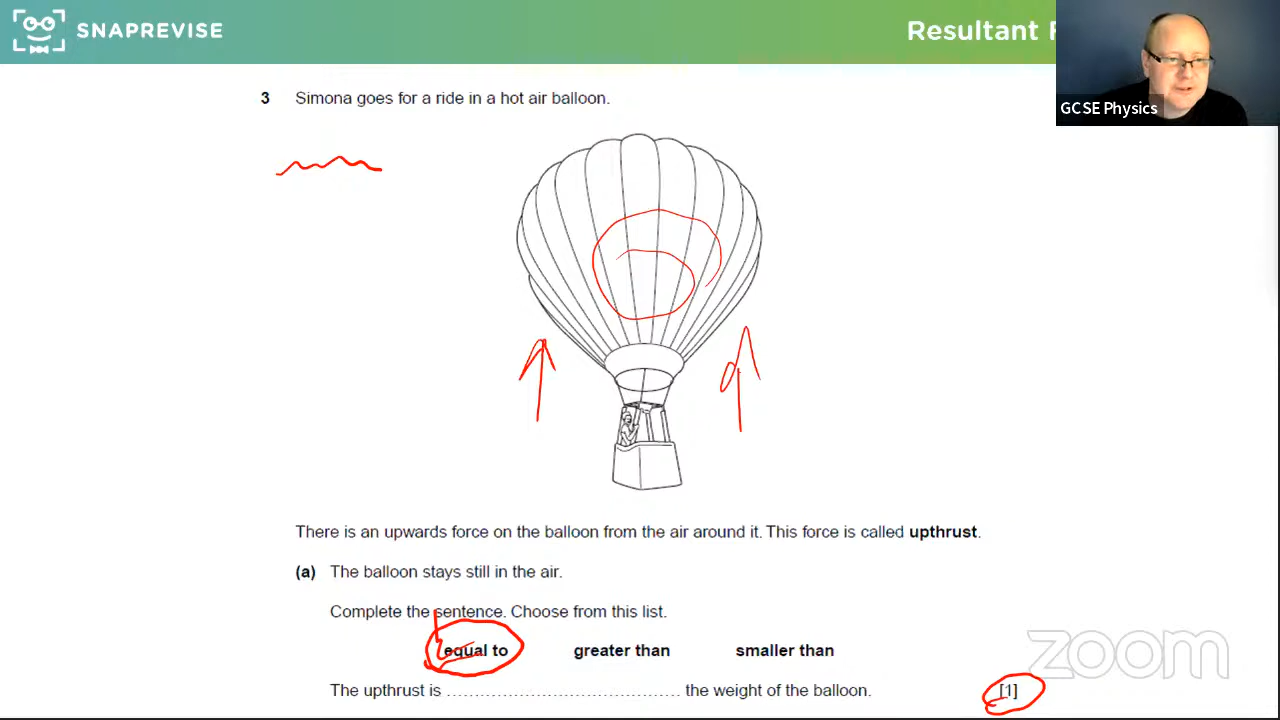 SNAPREVISE
Resultant
GCSE Physics
3 Simona goes for a ride in a hot air balloon.
There is an upwards force on the balloon from the air around it. This force is called upthrust.
(a) The balloon stays still in the air.
Complete the sentence. Choose from this list.
equal to greater than smaller than
The upthrust is ........................................ the weight of the balloon. [1]
zoom